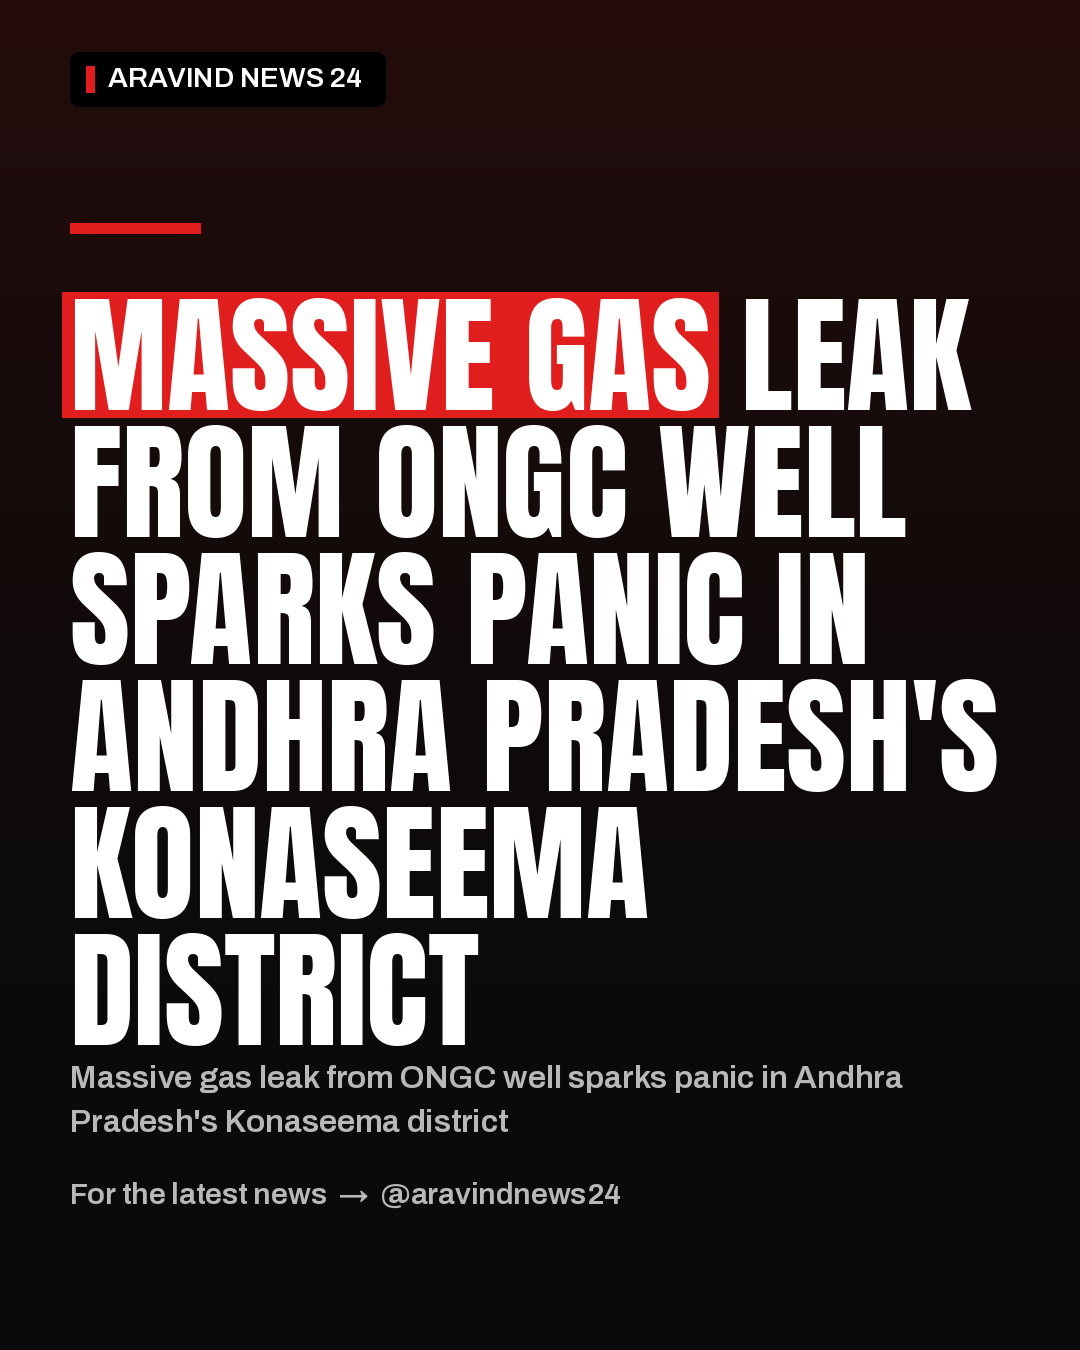 ARAVIND NEWS 24
MASSIVE GAS LEAK
FROM ONGC WELL
SPARKS PANIC IN
ANDHRA PRADESH'S
KONASEEMA
DISTRICT
Massive gas leak from ONGC well sparks panic in Andhra
Pradesh's Konaseema district
For the latest news → @aravindnews24